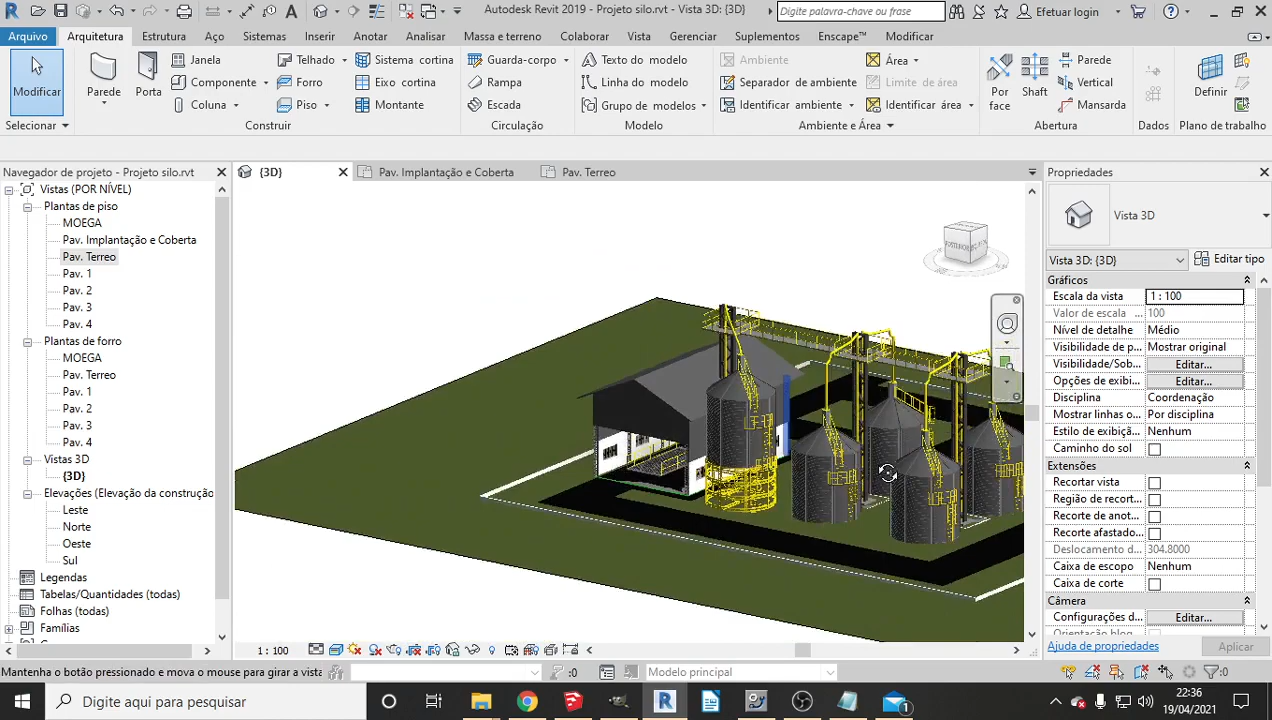 Autodesk Revit 2019 - Projeto silo.rvt - Vista 3D: {3D}
Digite palavra-chave ou frase
Efetuar login
Arquivo Arquitetura Estrutura Aço Sistemas Inserir Anotar Analisar Massa e terreno Colaborar Vista Gerenciar Suplementos Enscape™ Modificar
Modificar
Parede
Porta
Janela
Componente
Coluna
Telhado
Forro
Piso
Sistema cortina
Eixo cortina
Montante
Guarda-corpo
Rampa
Escada
Texto do modelo
Linha do modelo
Grupo de modelos
Ambiente
Separador de ambiente
Identificar ambiente
Área
Limite de área
Identificar área
Por face
Shaft
Parede
Vertical
Mansarda
Definir
Selecionar
Construir
Circulação
Modelo
Ambiente e Área
Abertura
Dados
Plano de trabalho
Navegador de projeto - Projeto silo.rvt
Vistas (POR NÍVEL)
Plantas de piso
MOEGA
Pav. Implantação e Coberta
Pav. Terreo
Pav. 1
Pav. 2
Pav. 3
Pav. 4
Plantas de forro
MOEGA
Pav. Terreo
Pav. 1
Pav. 2
Pav. 3
Pav. 4
Vistas 3D
{3D}
Elevações (Elevação da construção
Leste
Norte
Oeste
Sul
Legendas
Tabelas/Quantidades (todas)
Folhas (todas)
Famílias
{3D}
Pav. Implantação e Coberta
Pav. Terreo
1 : 100
Propriedades
Vista 3D
Vista 3D: {3D}
Editar tipo
Gráficos
Escala da vista 1 : 100
Valor de escala ... 100
Nível de detalhe Médio
Visibilidade de p... Mostrar original
Visibilidade/Sob... Editar...
Opções de exibi... Editar...
Disciplina Coordenação
Mostrar linhas o... Por disciplina
Estilo de exibiçã... Nenhum
Caminho do sol
Extensões
Recortar vista
Região de recort...
Recorte de anot...
Recorte afastado...
Deslocamento d... 304.8000
Caixa de escopo Nenhum
Caixa de corte
Câmera
Configurações d... Editar...
Ajuda de propriedades
Aplicar
Mantenha o botão pressionado e mova o mouse para girar a vista
:0
Modelo principal
:0
Digite aqui para pesquisar
1
22:36
19/04/2021